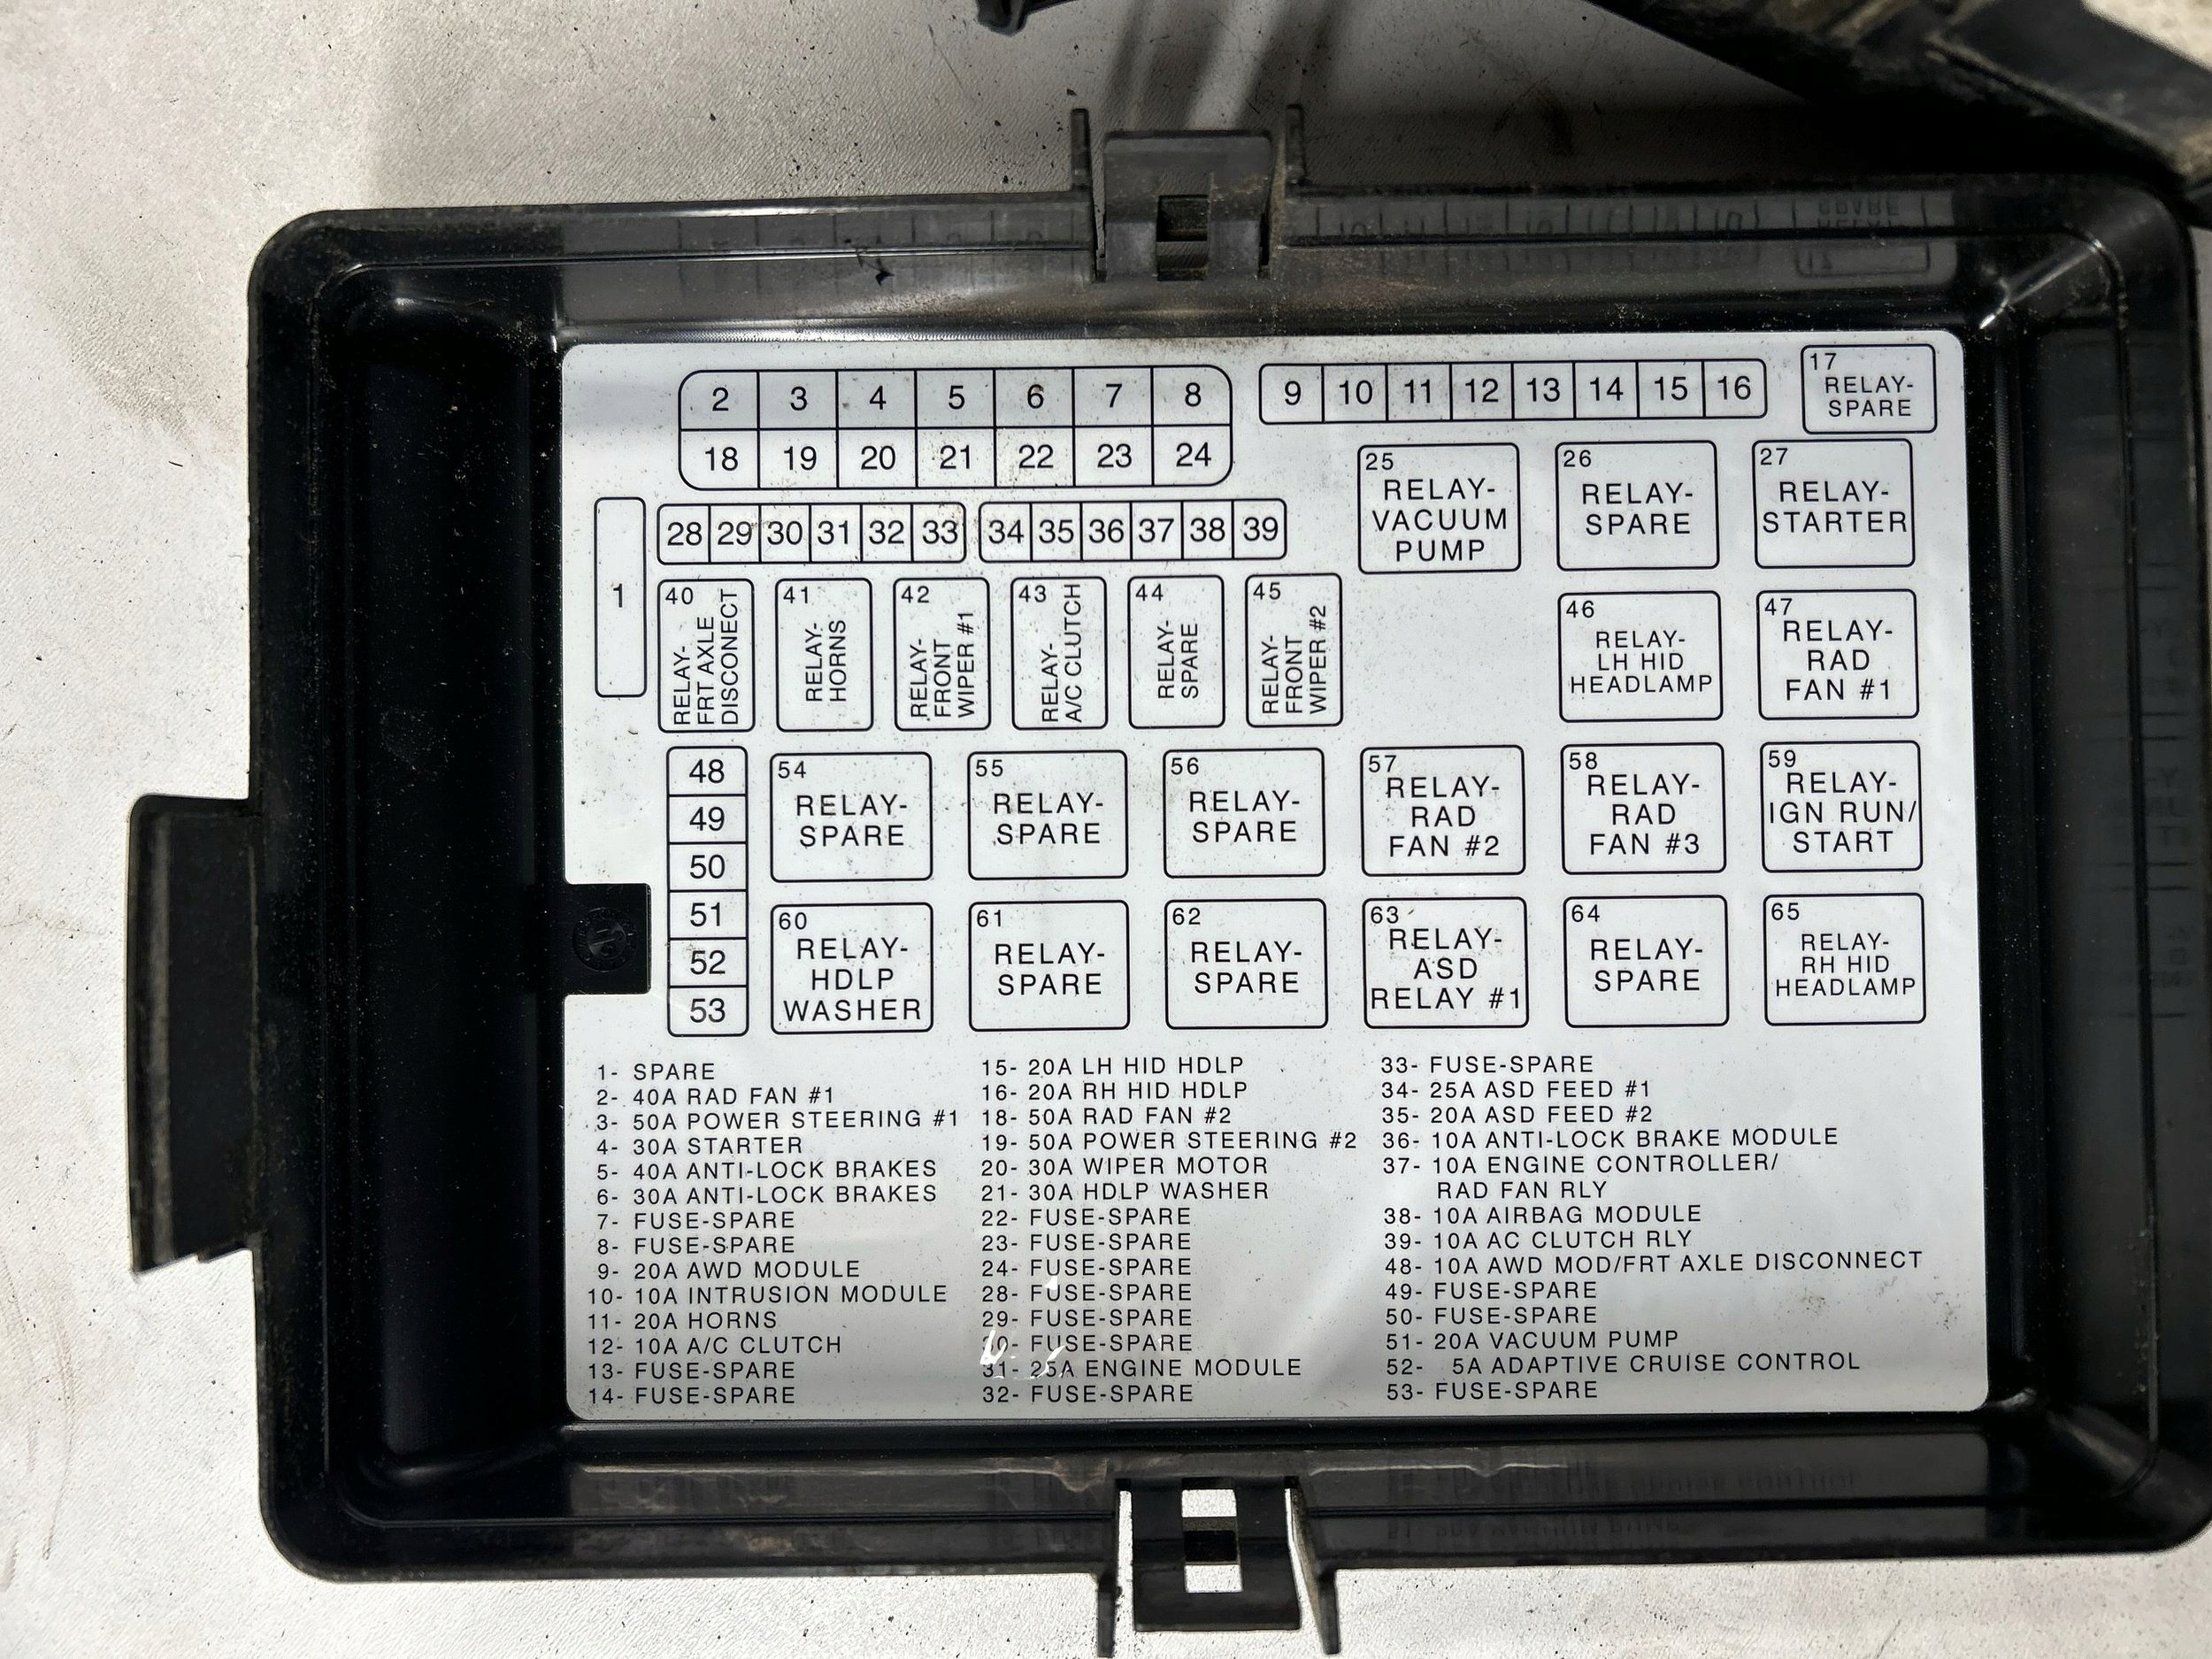 2 3 4 5 6 7 8
9 10 11 12 13 14 15 16
17
RELAY-
SPARE
18 19 20 21 22 23 24
25
RELAY-
VACUUM
PUMP
26
RELAY-
SPARE
27
RELAY-
STARTER
1
28 29 30 31 32 33
34 35 36 37 38 39
40
RELAY-
FRT AXLE
DISCONECT
41
RELAY-
HORNS
42
RELAY-
FRONT
WIPER #1
43
RELAY-
A/C CLUTCH
44
RELAY-
SPARE
45
RELAY-
FRONT
WIPER #2
46
RELAY-
LH HID
HEADLAMP
47
RELAY-
RAD
FAN #1
48
49
50
51
52
53
54
RELAY-
SPARE
55
RELAY-
SPARE
56
RELAY-
SPARE
57
RELAY-
RAD
FAN #2
58
RELAY-
RAD
FAN #3
59
RELAY-
IGN RUN/
START
60
RELAY-
HDLP
WASHER
61
RELAY-
SPARE
62
RELAY-
SPARE
63
RELAY-
ASD
RELAY #1
64
RELAY-
SPARE
65
RELAY-
RH HID
HEADLAMP
1- SPARE
2- 40A RAD FAN #1
3- 50A POWER STEERING #1
4- 30A STARTER
5- 40A ANTI-LOCK BRAKES
6- 30A ANTI-LOCK BRAKES
7- FUSE-SPARE
8- FUSE-SPARE
9- 20A AWD MODULE
10- 10A INTRUSION MODULE
11- 20A HORNS
12- 10A A/C CLUTCH
13- FUSE-SPARE
14- FUSE-SPARE
15- 20A LH HID HDLP
16- 20A RH HID HDLP
18- 50A RAD FAN #2
19- 50A POWER STEERING #2
20- 30A WIPER MOTOR
21- 30A HDLP WASHER
22- FUSE-SPARE
23- FUSE-SPARE
24- FUSE-SPARE
28- FUSE-SPARE
29- FUSE-SPARE
30- FUSE-SPARE
31- 25A ENGINE MODULE
32- FUSE-SPARE
33- FUSE-SPARE
34- 25A ASD FEED #1
35- 20A ASD FEED #2
36- 10A ANTI-LOCK BRAKE MODULE
37- 10A ENGINE CONTROLLER/
RAD FAN RLY
38- 10A AIRBAG MODULE
39- 10A AC CLUTCH RLY
48- 10A AWD MOD/FRT AXLE DISCONNECT
49- FUSE-SPARE
50- FUSE-SPARE
51- 20A VACUUM PUMP
52- 5A ADAPTIVE CRUISE CONTROL
53- FUSE-SPARE